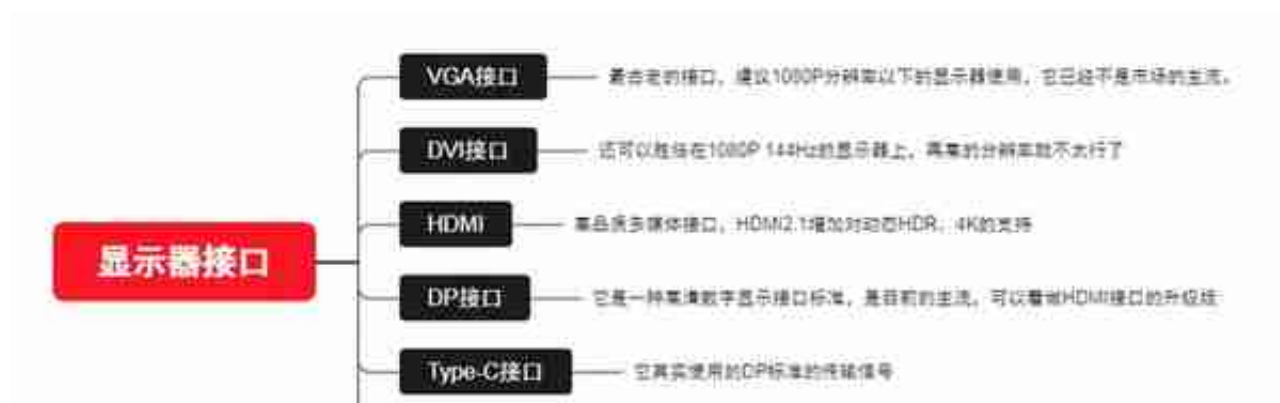 VGA接口
最古老的接口，建议1080P分辨率以下的显示器使用，它已经不是市场的主流。
DVI接口
还可以胜任在1080P 144Hz的显示器上，再高的分辨率就不太行了
HDMI
高品质多媒体接口，HDMI2.1增加对动态HDR，4K的支持
显示器接口
DP接口
它是一种高清数字显示接口标准，是目前的主流，可以看做HDMI接口的升级版
Type-C接口
它其实使用的DP标准的传输信号